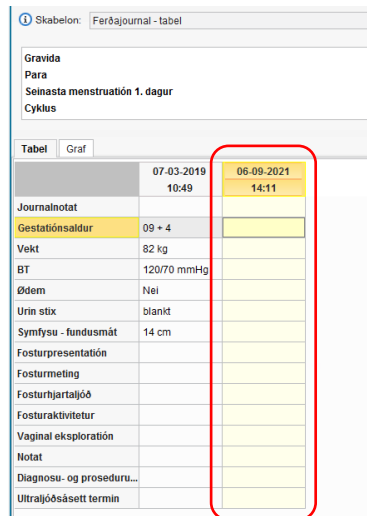 Skabelon: Ferðajournal - tabel
Gravida
Para
Seinasta menstruatión 1. dagur
Cyklus
Tabel Graf
07-03-2019 06-09-2021
10:49 14:11
Journalnotat
Gestatiónsaldur 09 + 4
Vekt 82 kg
BT 120/70 mmHg
Ødem Nei
Urin stix blankt
Symfysu - fundusmát 14 cm
Fosturpresentatión
Fosturmeting
Fosturhjartaljóð
Fosturaktivitetur
Vaginal eksploratión
Notat
Diagnosu- og proseduru...
Ultraljóðsásett termin